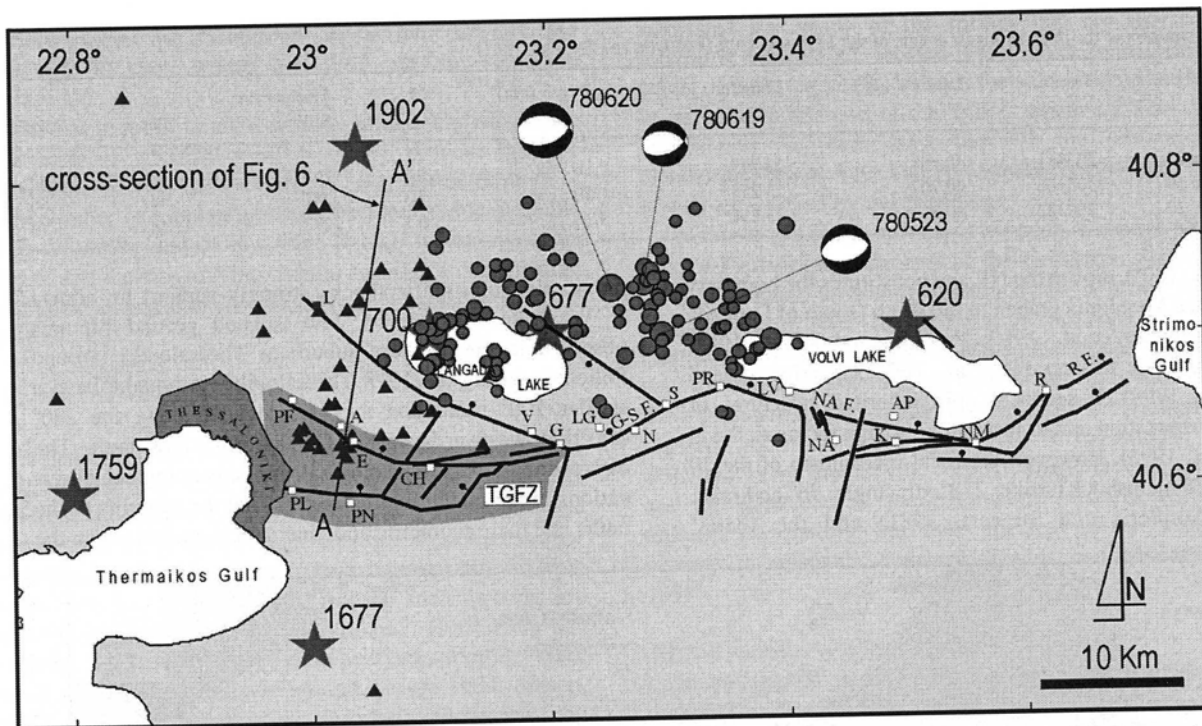 22.8°
23°
23.2°
23.4°
23.6°
780620
780619
1902
40.8°
cross-section of Fig. 6
A'
780523
L
677
620
700
Strimo-
nikos
Gulf
LANGADA
LAKE
VOLVI LAKE
R F.
R
PR
LV
S
THESSALONIKI
PF
A
V
LG
G-S F.
N
NA F.
AP
G
NA
K
NM
E
CH
40.6°
1759
PL
PN
TGFZ
A
Thermaikos Gulf
N
1677
10 Km